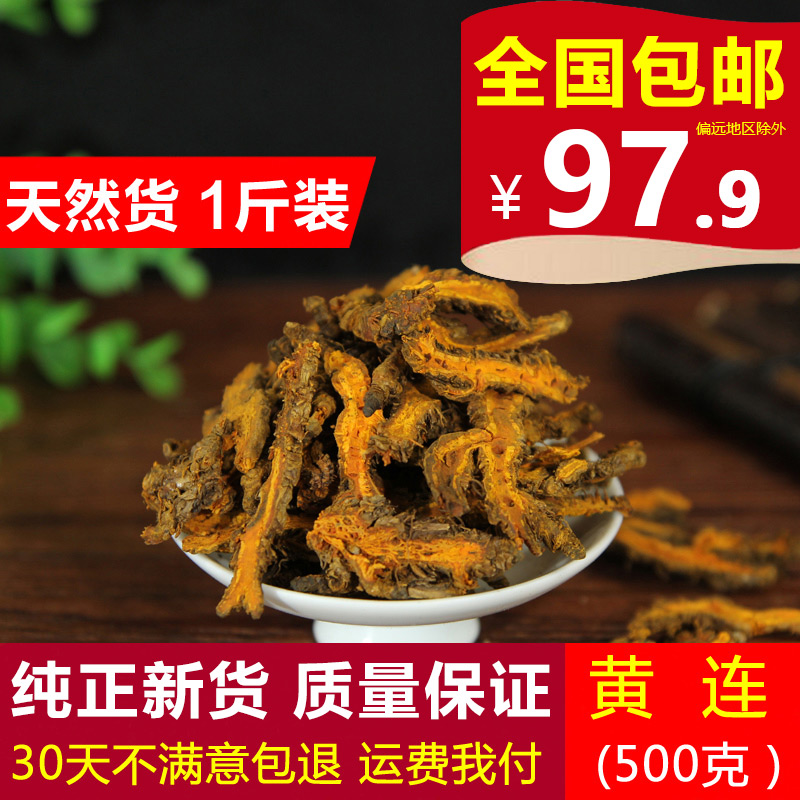 全国包邮
偏远地区除外
¥97.9
天然货 1斤装
纯正新货 质量保证
黄 连
30天不满意包退 运费我付
(500克)